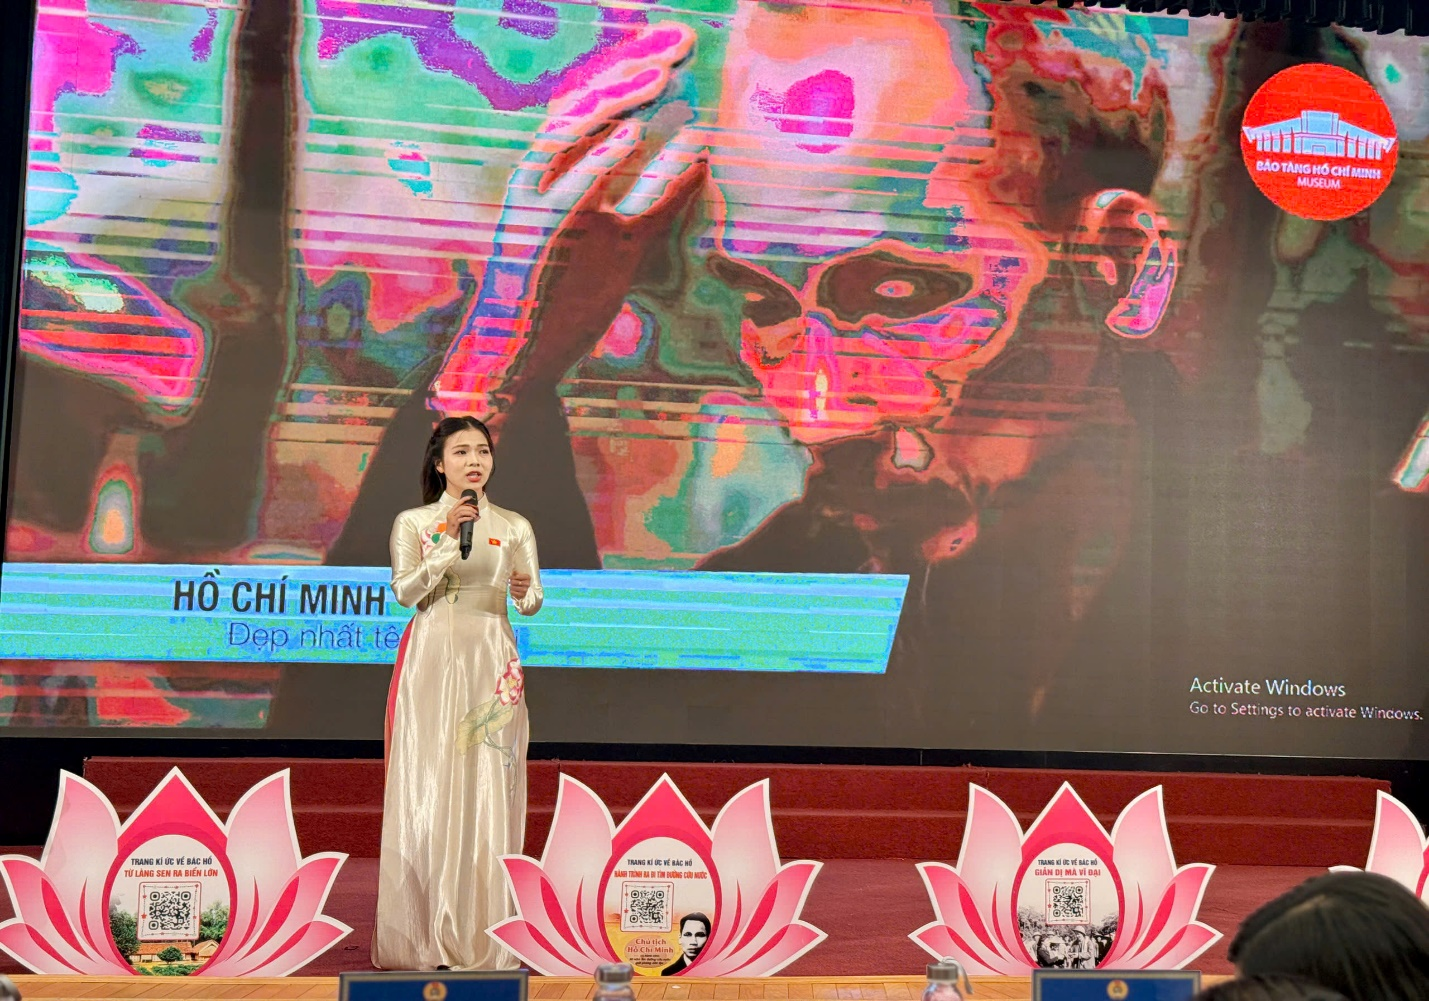 BẢO TÀNG HỒ CHÍ MINH
MUSEUM
HỒ CHÍ MINH
Đẹp nhất tê
Activate Windows
Go to Settings to activate Windows.
TRANG KÍ ỨC VỀ BÁC HỒ
TỪ LÀNG SEN RA BIỂN LỚN
TRANG KÍ ỨC VỀ BÁC HỒ
HÀNH TRÌNH RA ĐI TÌM ĐƯỜNG CỨU NƯỚC
Chủ tịch
Hồ Chí Minh
TRANG KÍ ỨC VỀ BÁC HỒ
GIẢN DỊ MÀ VĨ ĐẠI